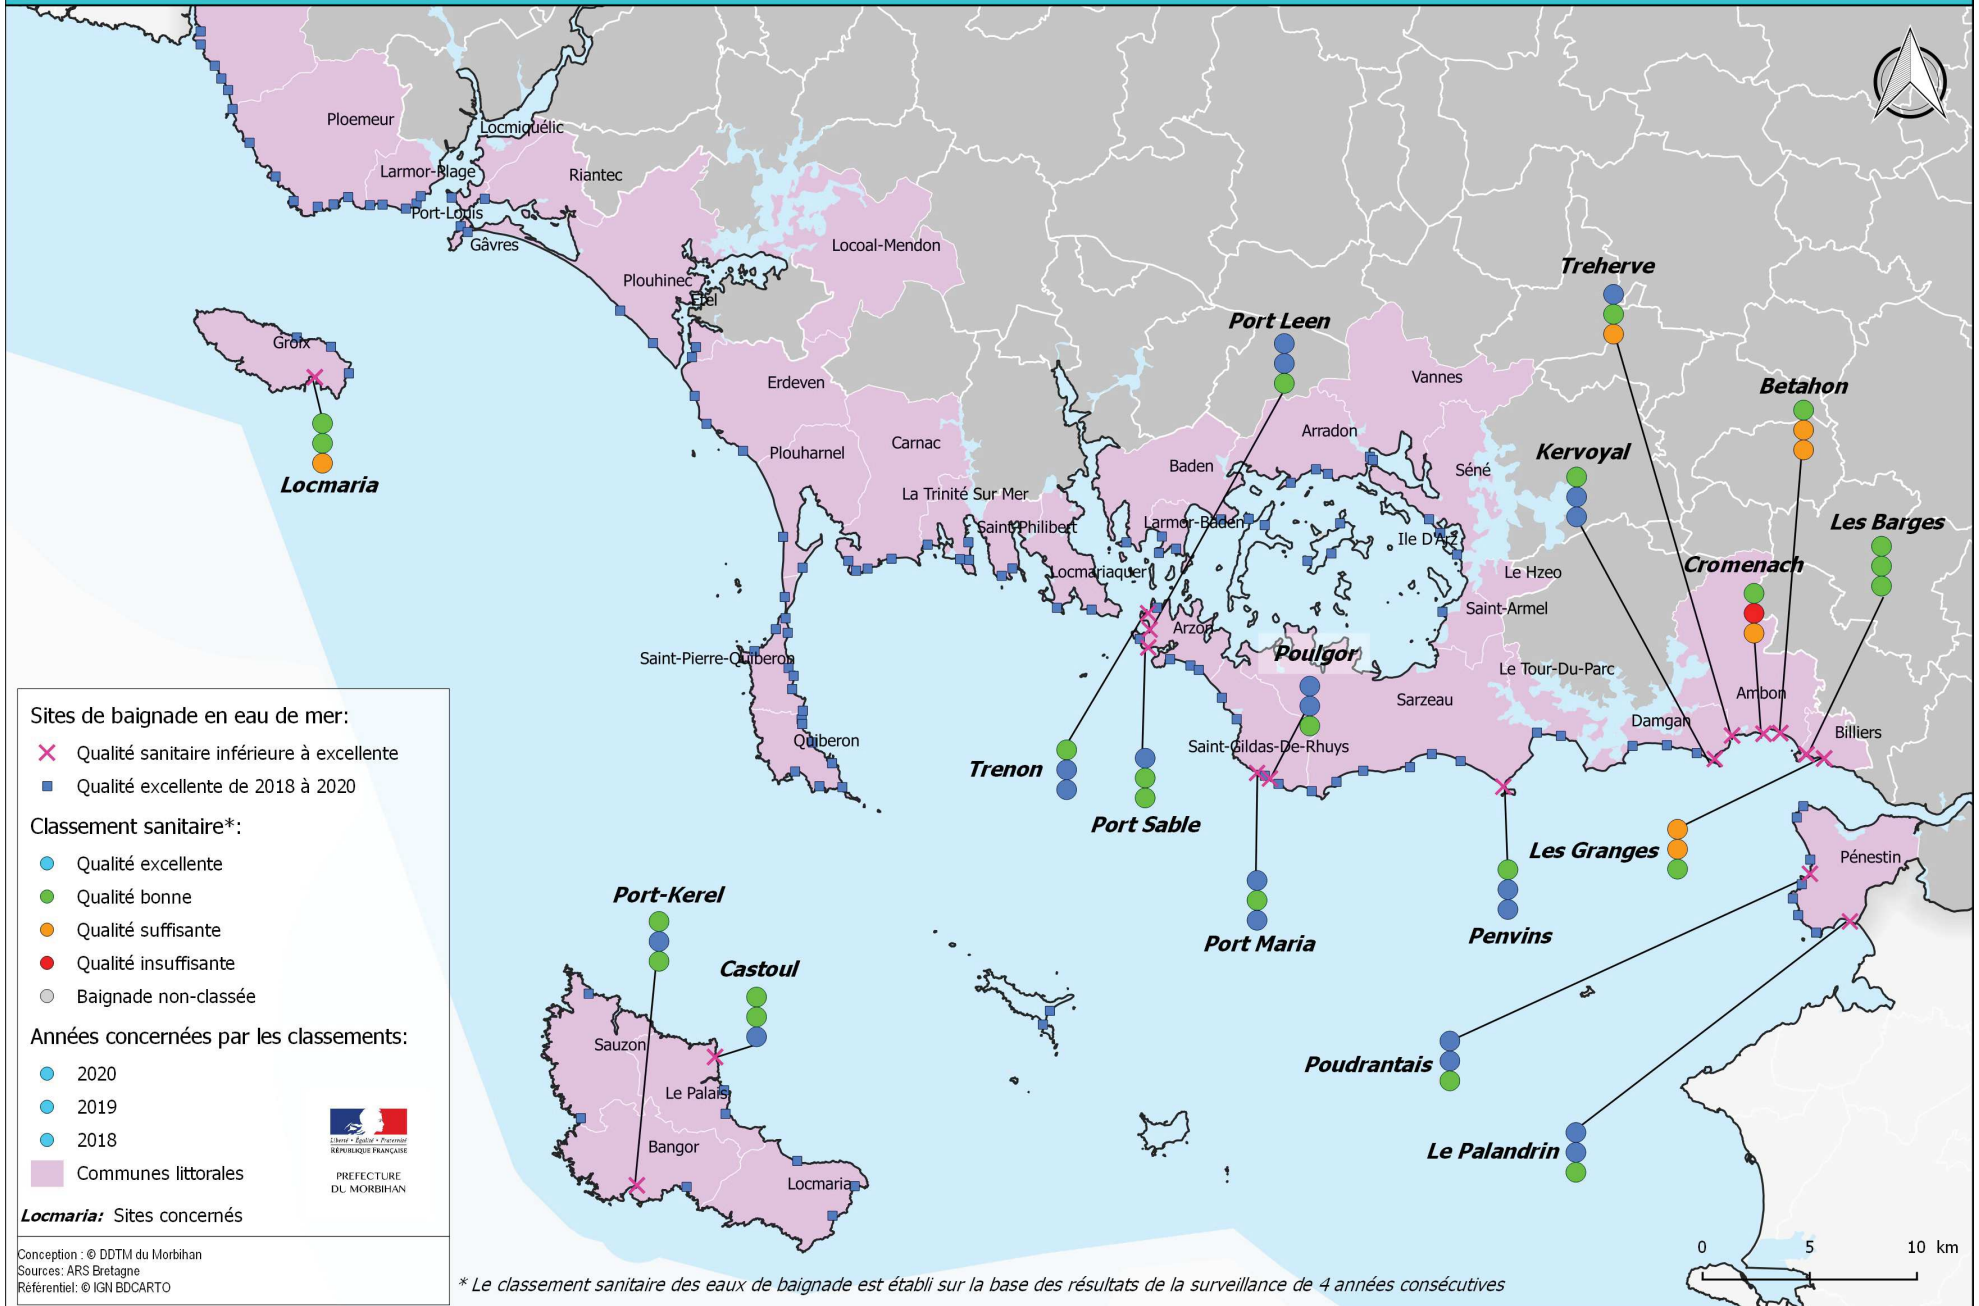 Ploemeur
Locmiquélic
Larmor-Plage
Riantec
Port-Louis
Gâvres
Locoal-Mendon
Plouhinec
Etel
Treherve
Port Leen
Groix
Erdeven
Vannes
Betahon
Plouharnel
Carnac
Arradon
Kervoyal
Baden
Séné
Locmaria
La Trinité Sur Mer
Saint-Philibert
Larmor-Baden
Ile D'Arz
Les Barges
Locmariaquer
Le Hzeo
Cromenach
Saint-Armel
Arzon
Saint-Pierre-Quiberon
Poulgor
Le Tour-Du-Parc
Sarzeau
Ambon
Damgan
Billiers
Quiberon
Saint-Gildas-De-Rhuys
Trenon
Port Sable
Les Granges
Pénestin
Port-Kerel
Port Maria
Penvins
Castoul
Sauzon
Le Palais
Poudrantais
Bangor
Le Palandrin
Locmaria
Sites de baignade en eau de mer:
Qualité sanitaire inférieure à excellente
Qualité excellente de 2018 à 2020
Classement sanitaire*:
Qualité excellente
Qualité bonne
Qualité suffisante
Qualité insuffisante
Baignade non-classée
Années concernées par les classements:
2020
2019
2018
Communes littorales
Liberté • Égalité • Fraternité
RÉPUBLIQUE FRANÇAISE
PREFECTURE
DU MORBIHAN
Locmaria: Sites concernés
Conception : © DDTM du Morbihan
Sources: ARS Bretagne
Référentiel: © IGN BDCARTO
0 5 10 km
* Le classement sanitaire des eaux de baignade est établi sur la base des résultats de la surveillance de 4 années consécutives